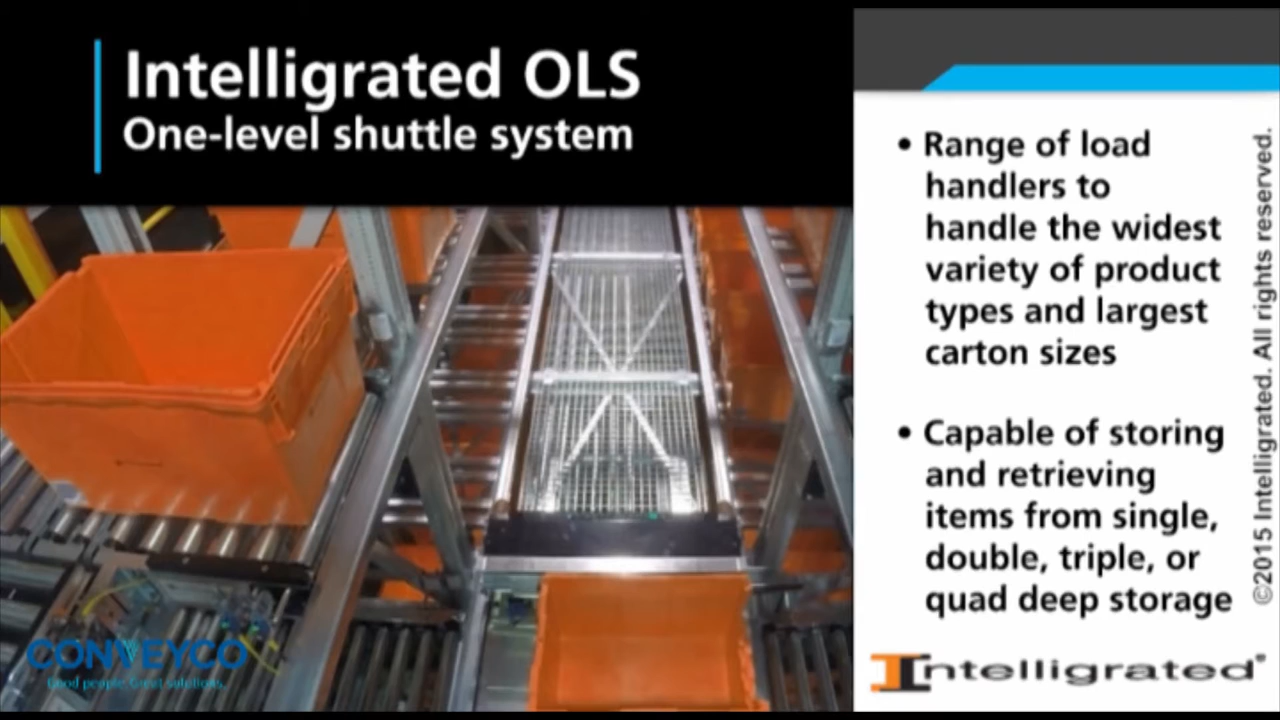 Intelligrated OLS
One-level shuttle system
• Range of load
handlers to
handle the widest
variety of product
types and largest
carton sizes
• Capable of storing
and retrieving
items from single,
double, triple, or
quad deep storage
©2015 Intelligrated. All rights reserved.
CONVEYCO
Good people. Great solutions.
Intelligrated®